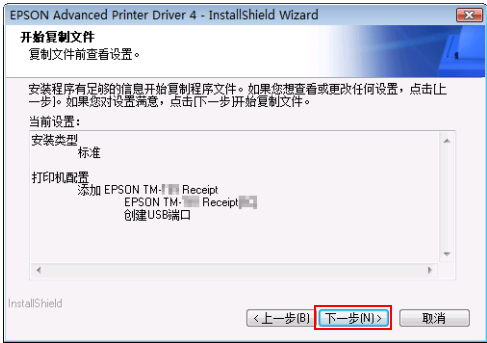 EPSON Advanced Printer Driver 4 - InstallShield Wizard
开始复制文件
复制文件前查看设置。
安装程序有足够的信息开始复制程序文件。如果您想查看或更改任何设置，点击[上
一步]。如果您对设置满意，点击[下一步]开始复制文件。
当前设置：
安装类型
标准
打印机配置
添加 EPSON TM- Receipt
EPSON TM- Receipt
创建USB端口
InstallShield
<上一步(B)
下一步(N)>
取消